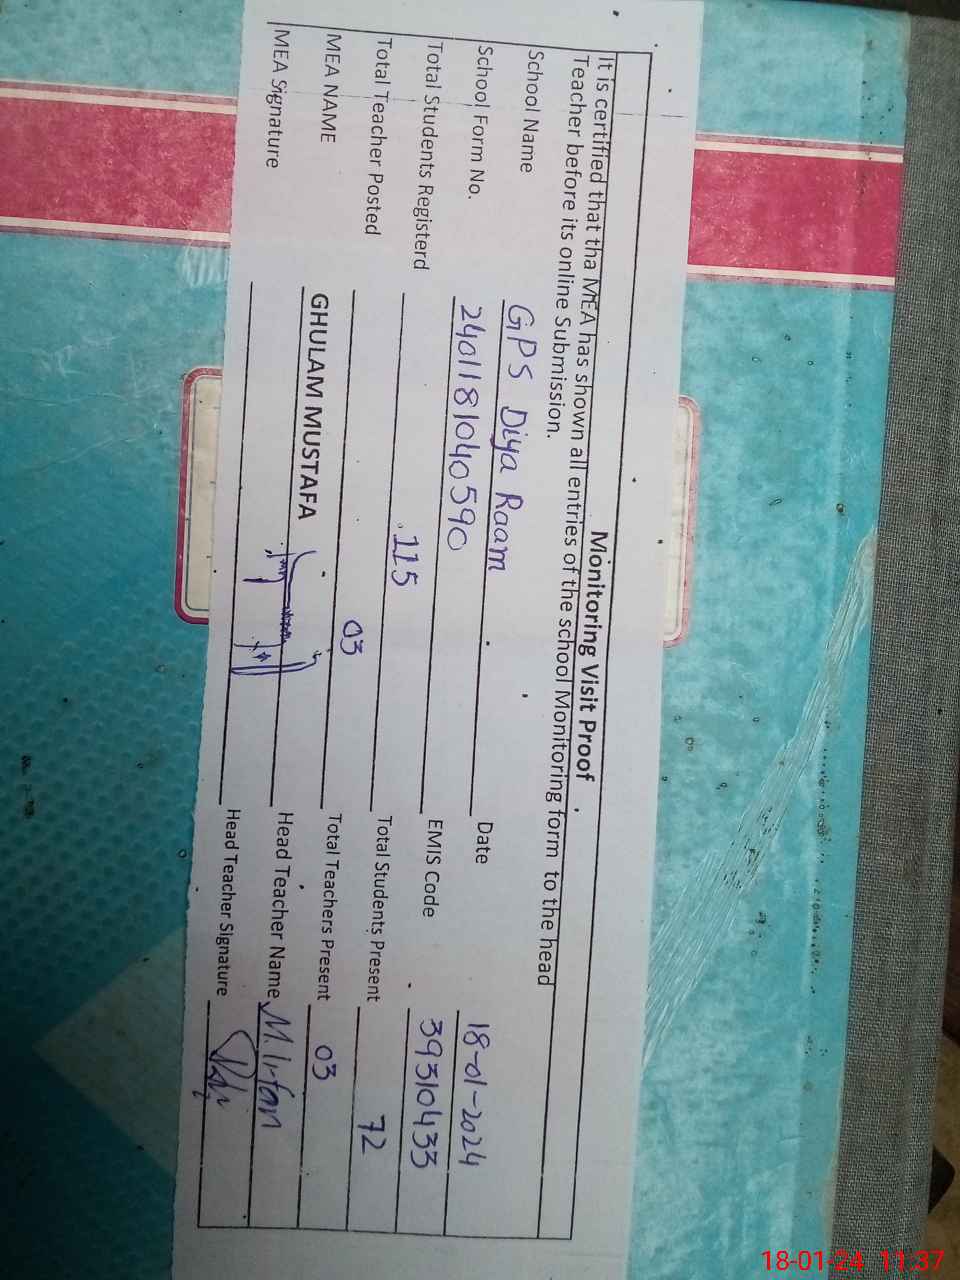 Monitoring Visit Proof
It is certified that tha MEA has shown all entries of the school Monitoring form to the head
Teacher before its online Submission.
School Name GPS Diya Raam Date 18-01-2024
School Form No. 2401181040590 EMIS Code 39310433
Total Students Registerd 115 Total Students Present 72
Total Teacher Posted 03 Total Teachers Present 03
MEA NAME GHULAM MUSTAFA Head Teacher Name M. Irfan
MEA Signature Head Teacher Signature
18-01-24 11:37